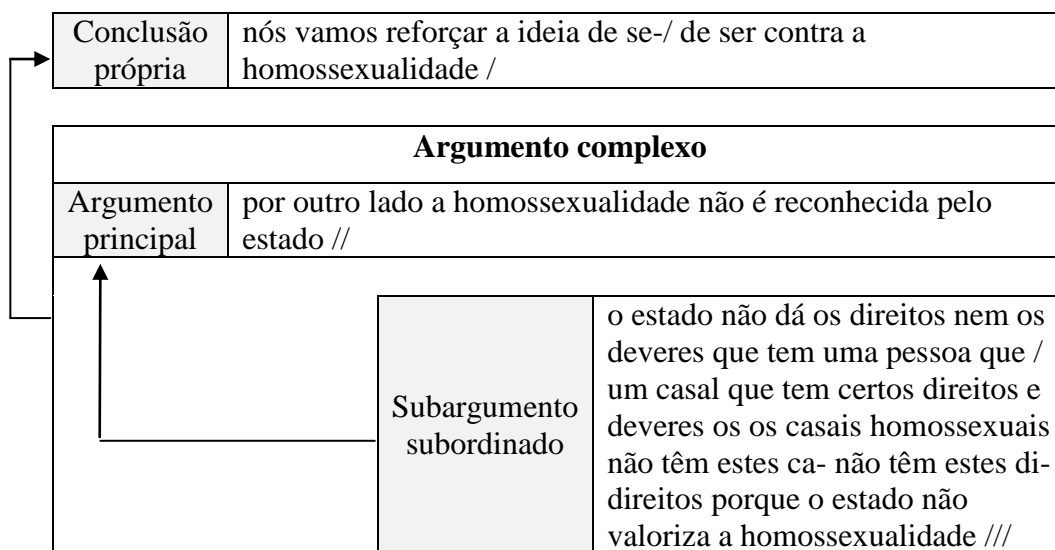 Conclusão própria
nós vamos reforçar a ideia de se-/ de ser contra a
homossexualidade /
Argumento complexo
Argumento principal
por outro lado a homossexualidade não é reconhecida pelo
estado //
Subargumento subordinado
o estado não dá os direitos nem os
deveres que tem uma pessoa que /
um casal que tem certos direitos e
deveres os os casais homossexuais
não têm estes ca- não têm estes di-
direitos porque o estado não
valoriza a homossexualidade ///